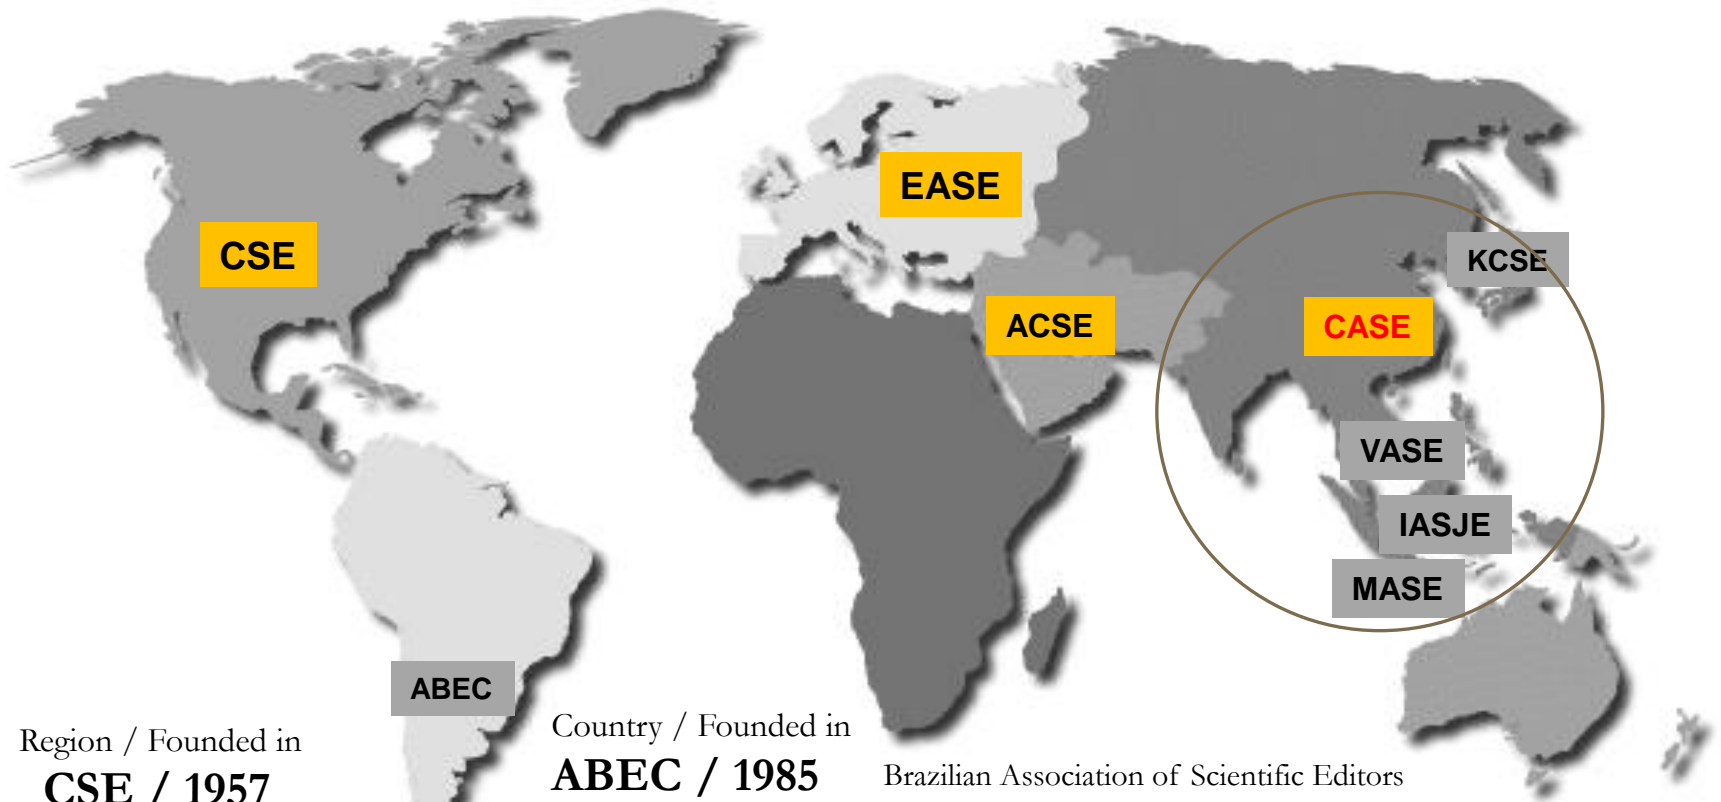 EASE
CSE
KCSE
ACSE
CASE
VASE
IASJE
MASE
ABEC
Region / Founded in
CSE / 1957
Country / Founded in
ABEC / 1985
Brazilian Association of Scientific Editors